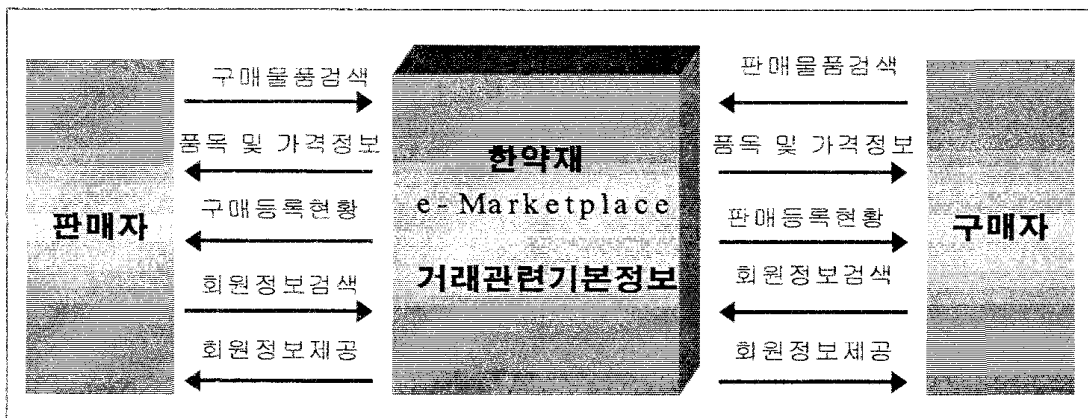 판매자
구매물품검색
품목 및 가격정보
구매등록현황
회원정보검색
회원정보제공
한약재
e-Marketplace
거래관련기본정보
판매물품검색
품목 및 가격정보
판매등록현황
회원정보검색
회원정보제공
구매자